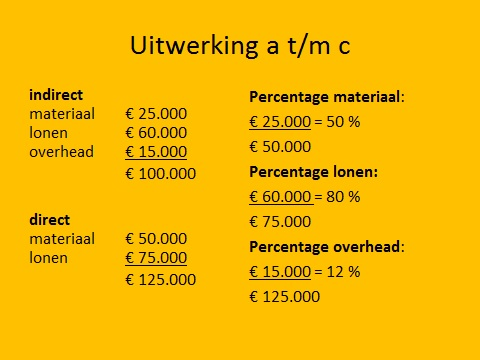 Uitwerking a t/m c
indirect
materiaal € 25.000
lonen € 60.000
overhead € 15.000
€ 100.000
direct
materiaal € 50.000
lonen € 75.000
€ 125.000
Percentage materiaal:
€ 25.000 = 50 %
€ 50.000
Percentage lonen:
€ 60.000 = 80 %
€ 75.000
Percentage overhead:
€ 15.000 = 12 %
€ 125.000